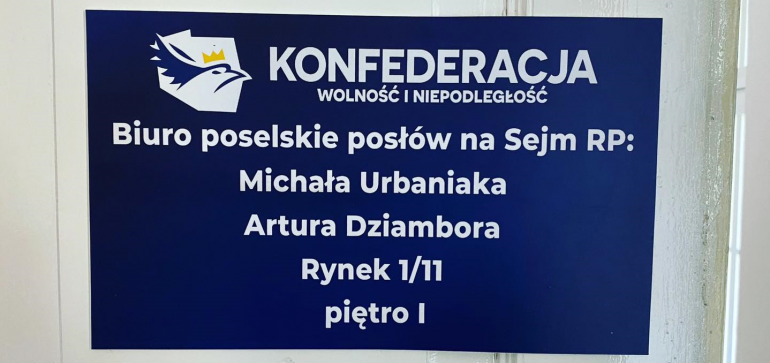 KONFEDERACJA
WOLNOŚĆ I NIEPODLEGŁOŚĆ
Biuro poselskie posłów na Sejm RP:
Michała Urbaniaka
Artura Dziambora
Rynek 1/11
piętro I